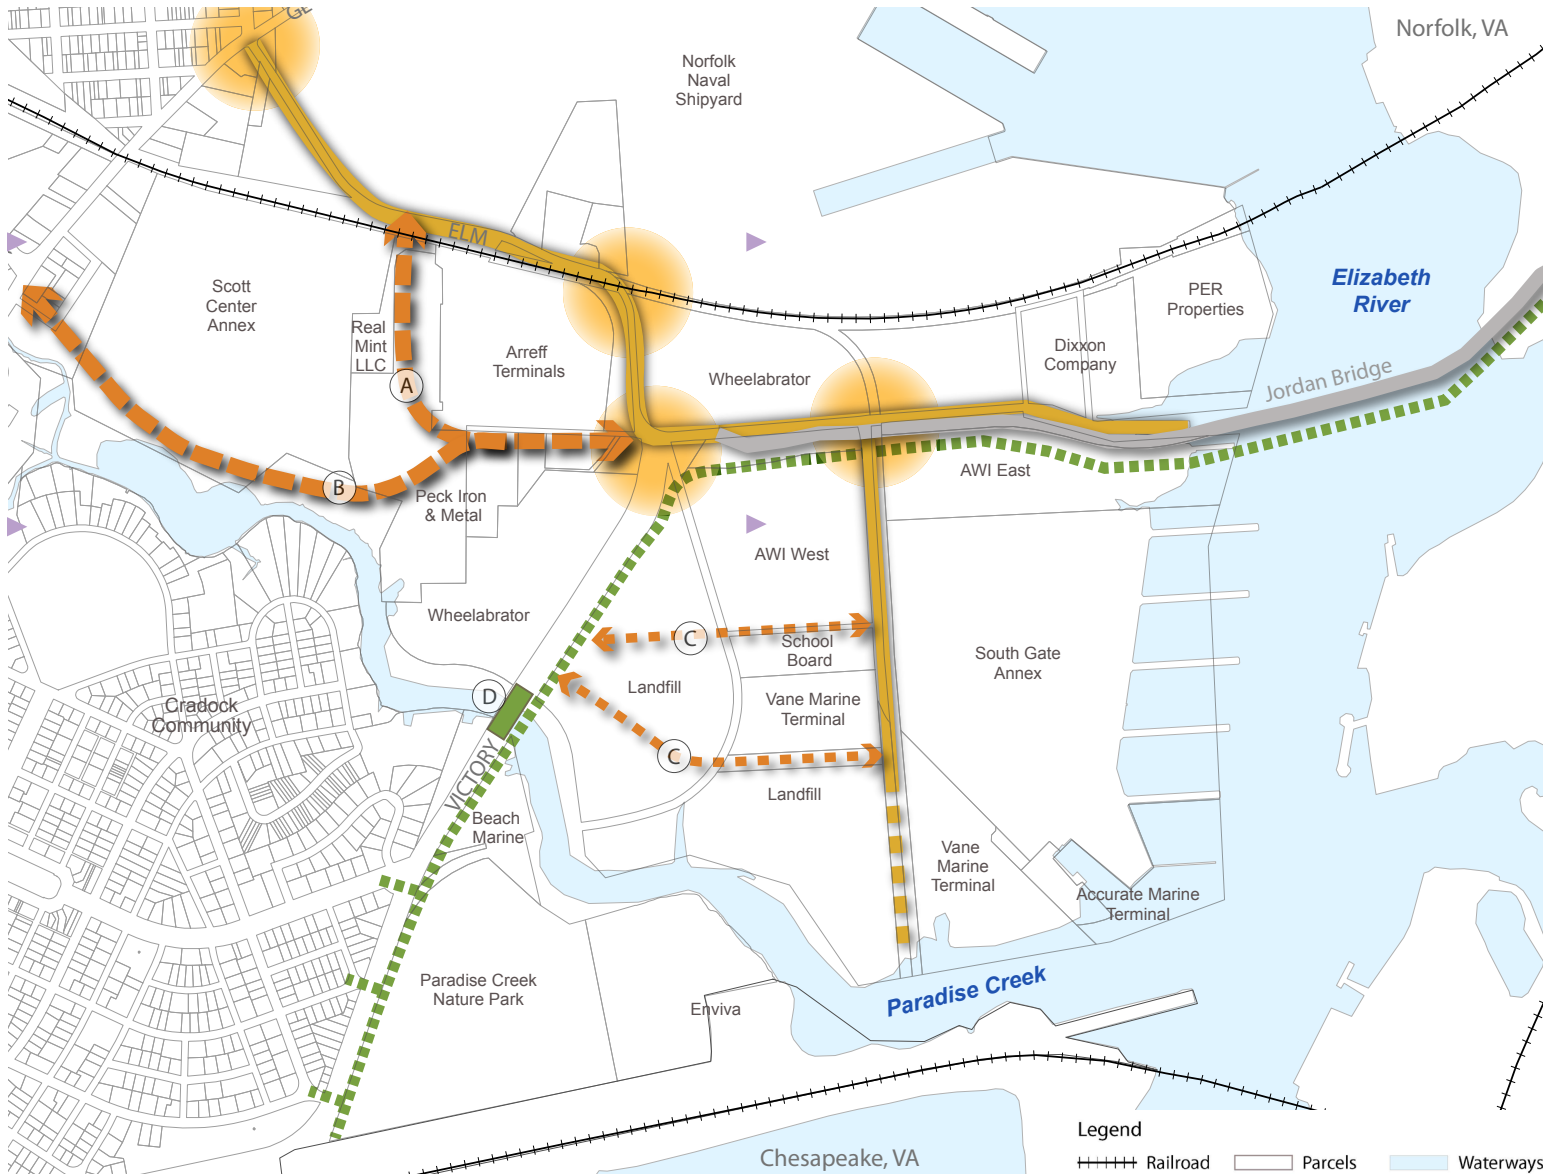 GE
Norfolk, VA
Norfolk
Naval
Shipyard
ELM
Scott
Center
Annex
Real
Mint
LLC
Arreff
Terminals
Wheelabrator
Dixxon
Company
PER
Properties
Elizabeth
River
Jordan Bridge
A
B
Peck Iron
& Metal
AWI East
AWI West
Wheelabrator
C
School
Board
South Gate
Annex
Landfill
D
Vane Marine
Terminal
Cradock
Community
C
VICTORY
Landfill
Beach
Marine
Vane
Marine
Terminal
Accurate Marine
Terminal
Paradise Creek
Nature Park
Enviva
Paradise Creek
Chesapeake, VA
Legend
Railroad
Parcels
Waterways